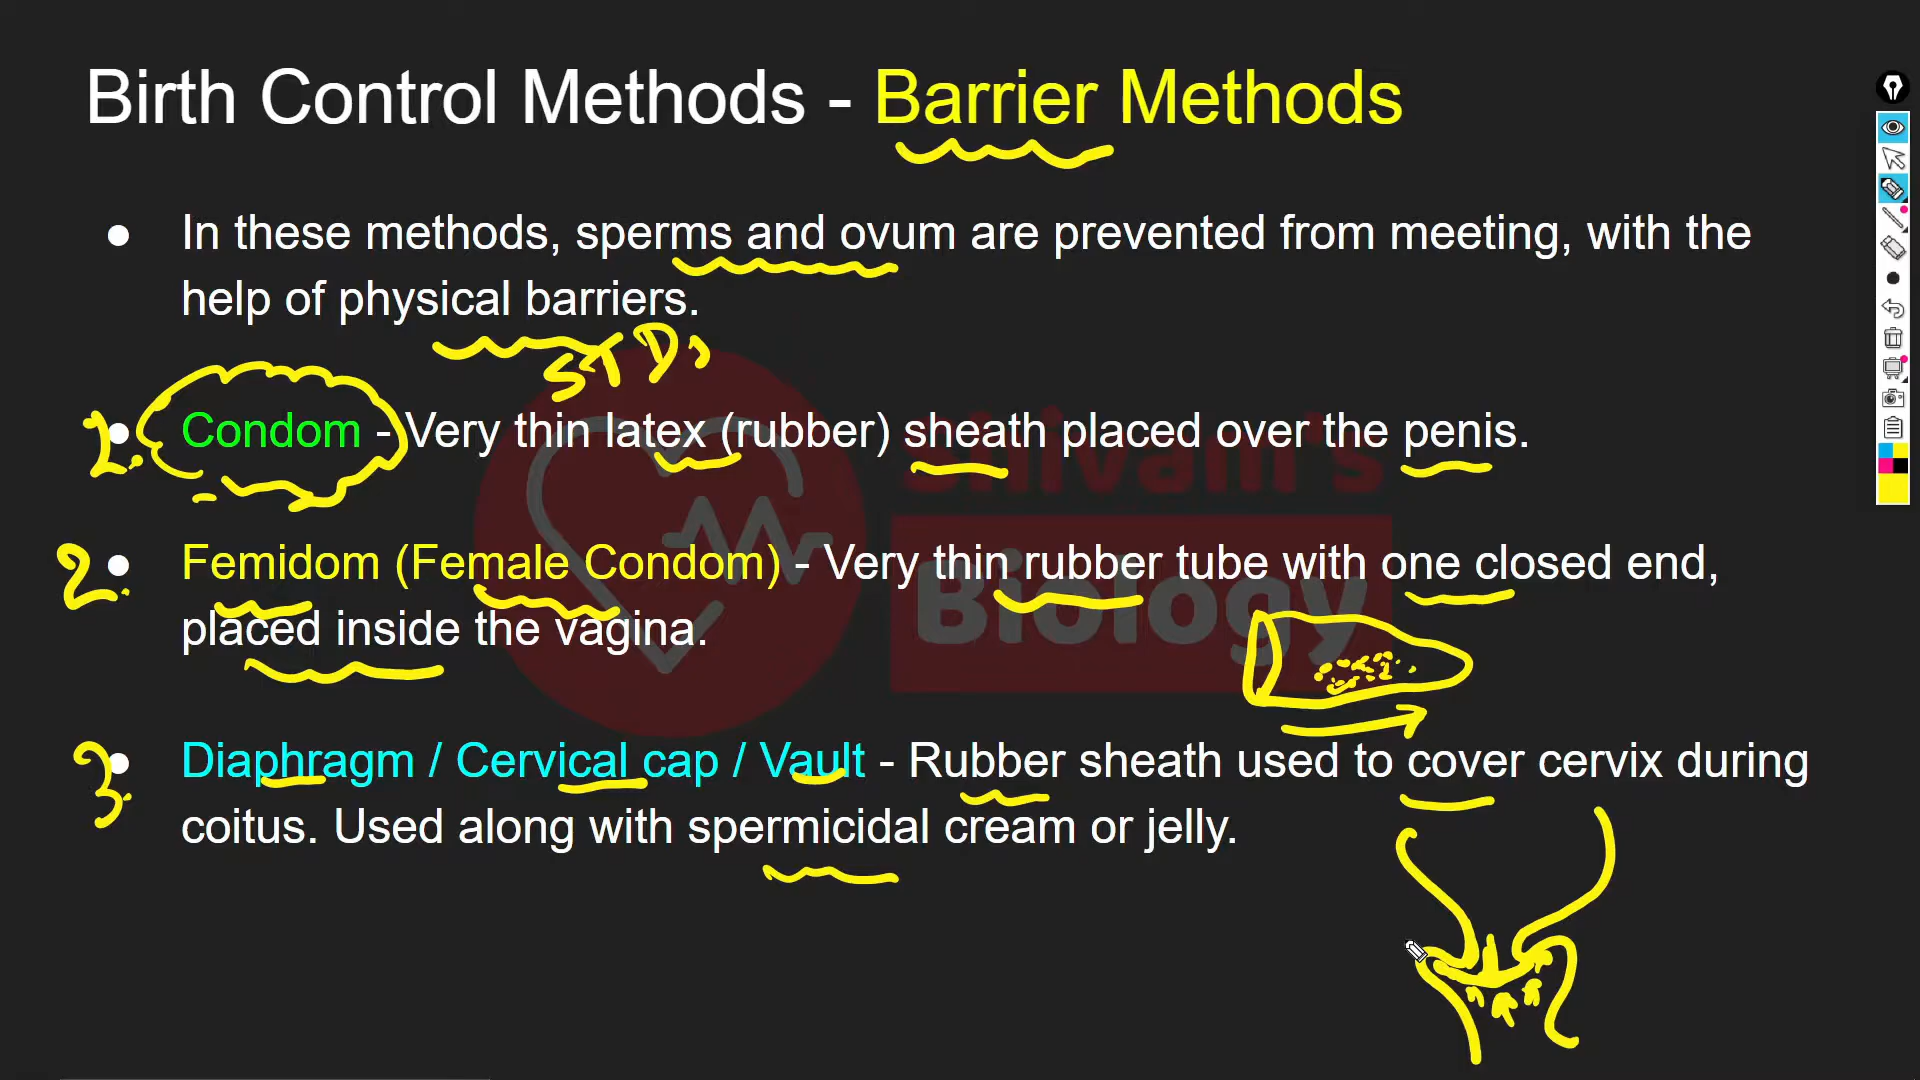 Birth Control Methods - Barrier Methods
● In these methods, sperms and ovum are prevented from meeting, with the
help of physical barriers.
STDs
1. ● Condom - Very thin latex (rubber) sheath placed over the penis.
Shivam's
2. ● Femidom (Female Condom) - Very thin rubber tube with one closed end,
Biology
placed inside the vagina.
3. ● Diaphragm / Cervical cap / Vault - Rubber sheath used to cover cervix during
coitus. Used along with spermicidal cream or jelly.